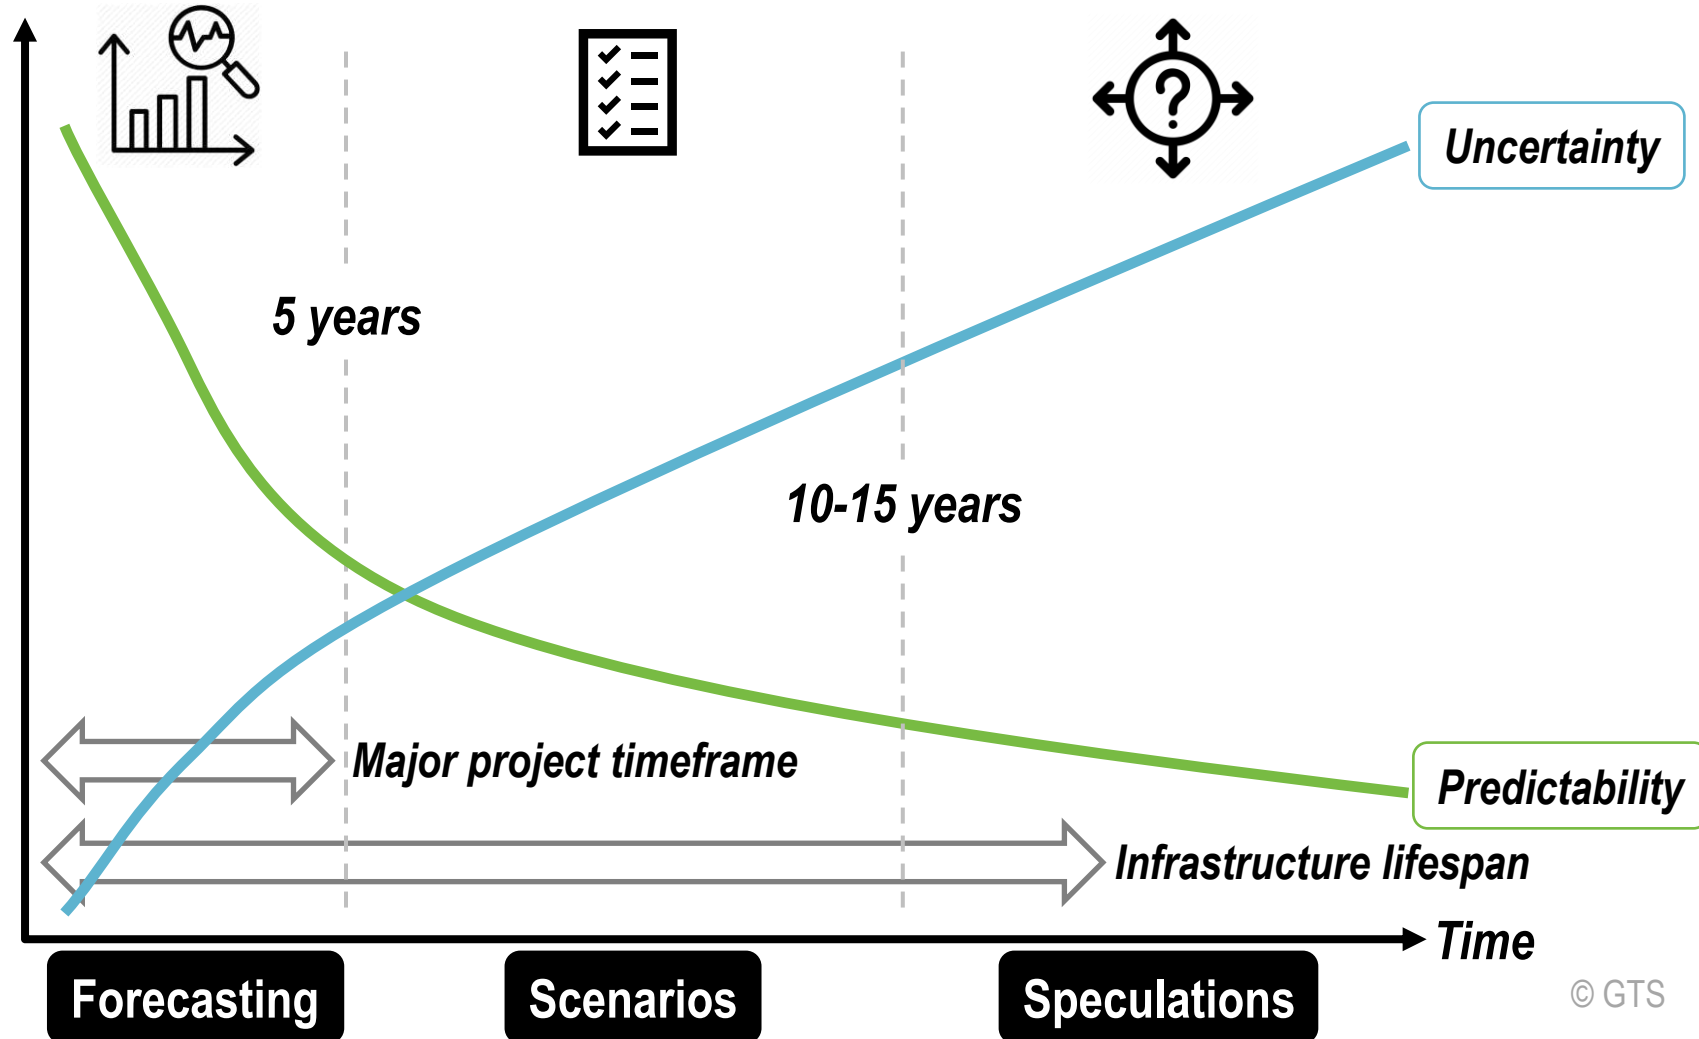 ?
Uncertainty
5 years
10-15 years
Major project timeframe
Predictability
Infrastructure lifespan
Time
Forecasting
Scenarios
Speculations
© GTS